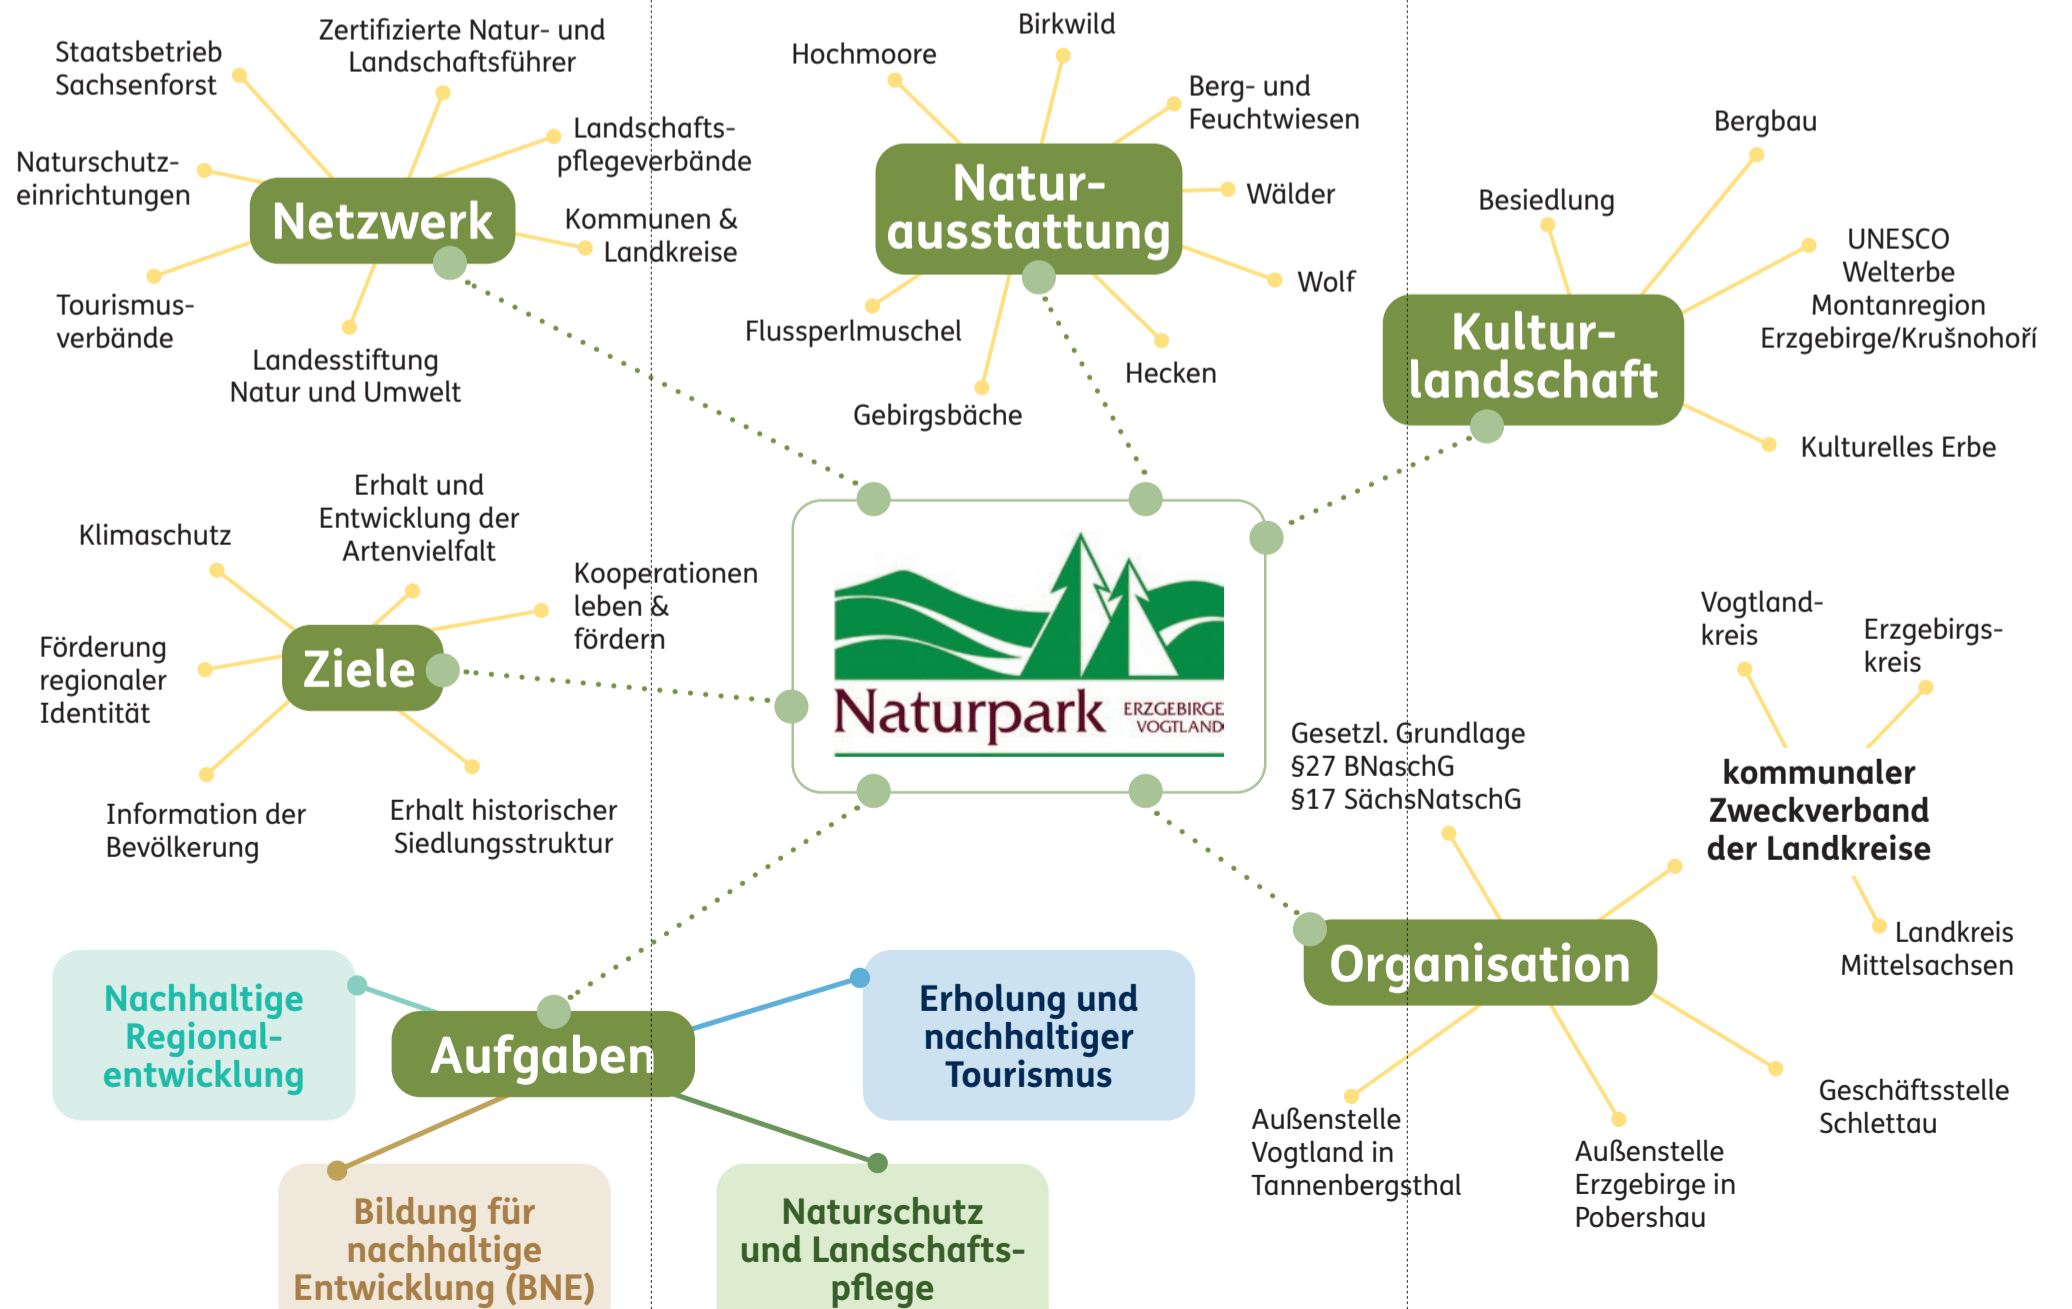 Zertifizierte Natur- und
Landschaftsführer
Staatsbetrieb
Sachsenforst
Landschafts-
pflegeverbände
Naturschutz-
einrichtungen
Netzwerk
Kommunen &
Landkreise
Tourismus-
verbände
Landesstiftung
Natur und Umwelt
Birkwild
Hochmoore
Berg- und
Feuchtwiesen
Natur-
ausstattung
Wälder
Wolf
Flussperlmuschel
Hecken
Gebirgsbäche
Bergbau
Besiedlung
UNESCO
Welterbe
Montanregion
Erzgebirge/Krušnohoří
Kultur-
landschaft
Kulturelles Erbe
Erhalt und
Entwicklung der
Artenvielfalt
Klimaschutz
Kooperationen
leben &
fördern
Förderung
regionaler
Identität
Ziele
Information der
Bevölkerung
Erhalt historischer
Siedlungsstruktur
Naturpark
ERZGEBIRGE
VOGTLAND
Vogtland-
kreis
Erzgebirgs-
kreis
Gesetzl. Grundlage
§27 BNaschG
§17 SächsNatschG
kommunaler
Zweckverband
der Landkreise
Landkreis
Mittelsachsen
Organisation
Geschäftsstelle
Schlettau
Außenstelle
Vogtland in
Tannenbergsthal
Außenstelle
Erzgebirge in
Pobershau
Nachhaltige
Regional-
entwicklung
Aufgaben
Erholung und
nachhaltiger
Tourismus
Bildung für
nachhaltige
Entwicklung (BNE)
Naturschutz
und Landschafts-
pflege